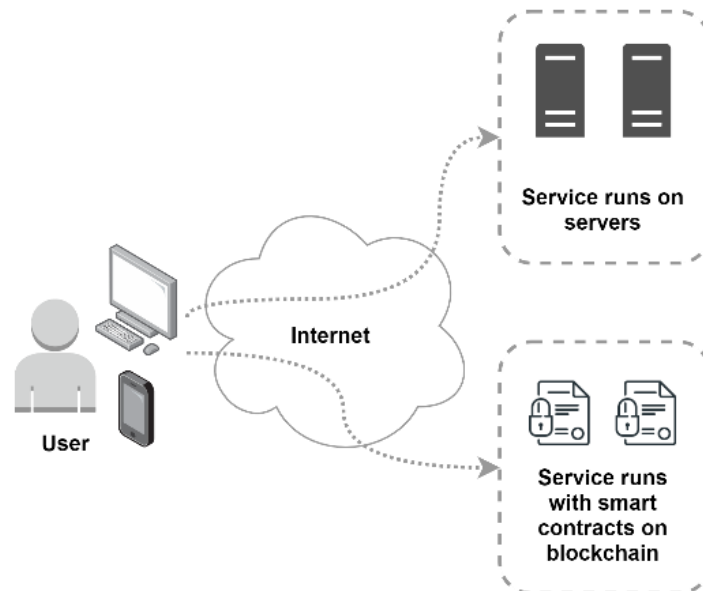 Service runs on
servers
Internet
User
Service runs
with smart
contracts on
blockchain